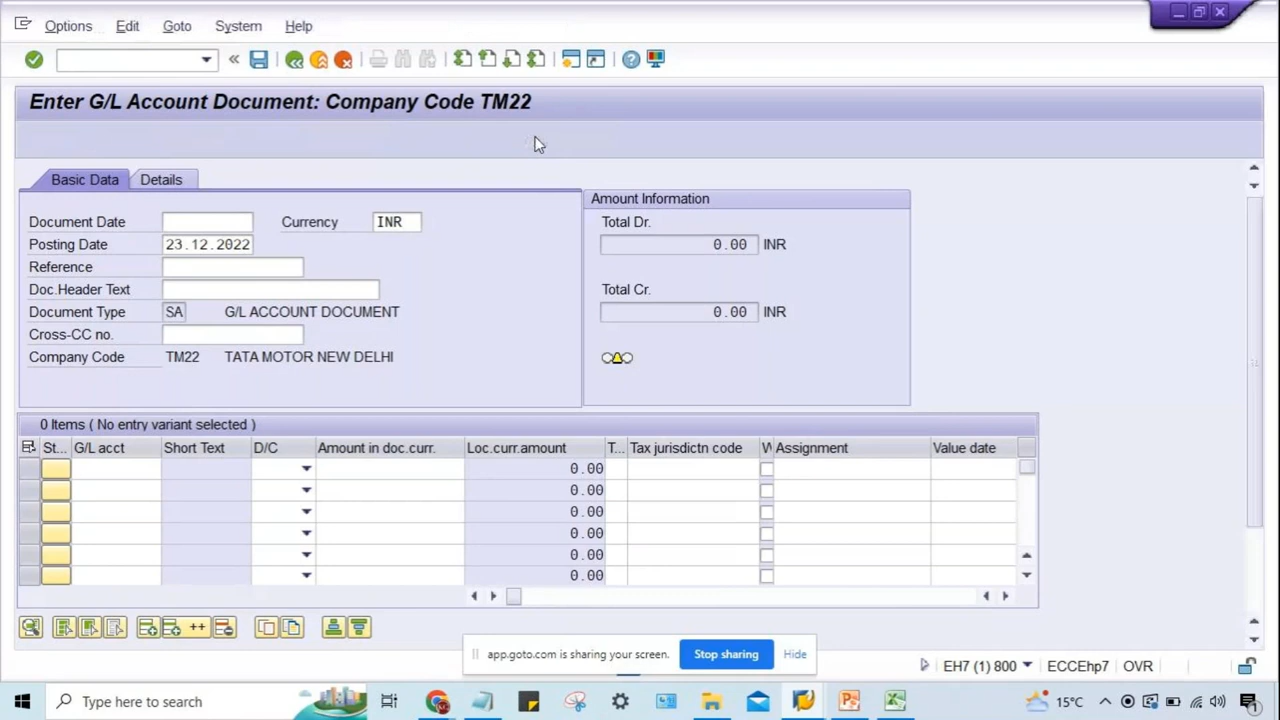 Options Edit Goto System Help
Enter G/L Account Document: Company Code TM22
Basic Data Details
Amount Information
Document Date Currency INR
Total Dr.
Posting Date 23.12.2022
0.00 INR
Reference
Doc.Header Text
Total Cr.
Document Type SA G/L ACCOUNT DOCUMENT
0.00 INR
Cross-CC no.
Company Code TM22 TATA MOTOR NEW DELHI
0 Items ( No entry variant selected )
St... G/L acct Short Text D/C Amount in doc.curr. Loc.curr.amount T... Tax jurisdictn code W Assignment Value date
0.00
0.00
0.00
0.00
0.00
0.00
app.goto.com is sharing your screen. Stop sharing Hide
EH7 (1) 800 ECCEhp7 OVR
Type here to search
15°C
1